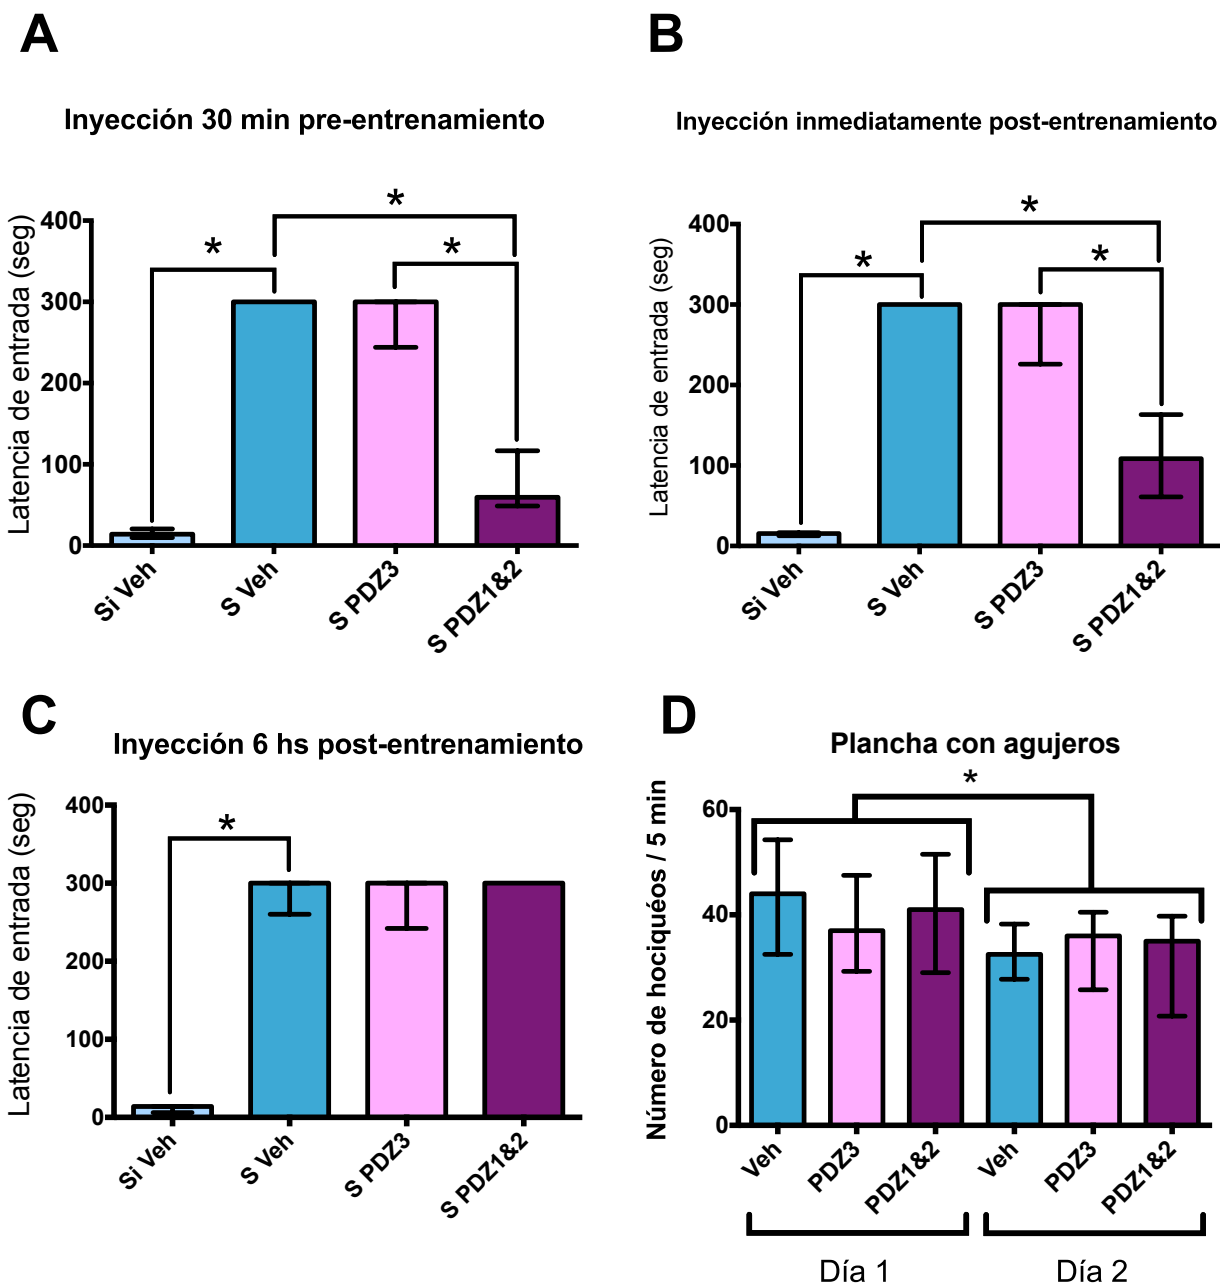 A
Inyección 30 min pre-entrenamiento
Latencia de entrada (seg)
400
300
200
100
0
*
*
*
Si Veh
S Veh
S PDZ3
S PDZ1&2
B
Inyección inmediatamente post-entrenamiento
Latencia de entrada (seg)
400
300
200
100
0
*
*
*
Si Veh
S Veh
S PDZ3
S PDZ1&2
C
Inyección 6 hs post-entrenamiento
Latencia de entrada (seg)
400
300
200
100
0
*
Si Veh
S Veh
S PDZ3
S PDZ1&2
D
Plancha con agujeros
Número de hociquéos / 5 min
60
40
20
0
*
Veh
PDZ3
PDZ1&2
Veh
PDZ3
PDZ1&2
Día 1
Día 2